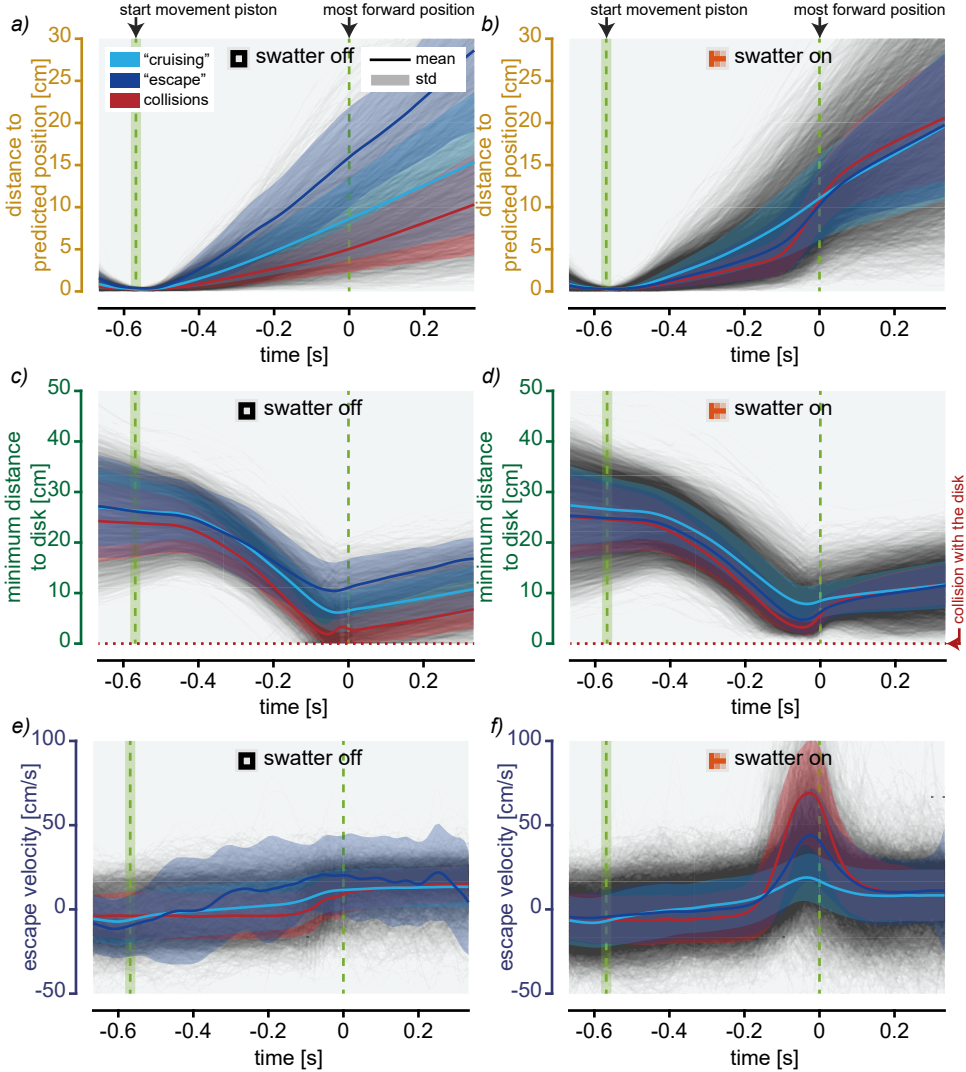 start movement piston
most forward position
start movement piston
most forward position
a)
b)
swatter off
"cruising"
"escape"
collisions
mean
std
swatter on
distance to
predicted position [cm]
30
25
20
15
10
5
0
distance to
predicted position [cm]
30
25
20
15
10
5
0
-0.6
-0.4
-0.2
0
0.2
time [s]
-0.6
-0.4
-0.2
0
0.2
time [s]
c)
d)
swatter off
swatter on
minimum distance
to disk [cm]
50
40
30
20
10
0
minimum distance
to disk [cm]
50
40
30
20
10
0
collision with the disk
-0.6
-0.4
-0.2
0
0.2
time [s]
-0.6
-0.4
-0.2
0
0.2
time [s]
e)
f)
swatter off
swatter on
escape velocity [cm/s]
100
50
0
-50
escape velocity [cm/s]
100
50
0
-50
-0.6
-0.4
-0.2
0
0.2
time [s]
-0.6
-0.4
-0.2
0
0.2
time [s]